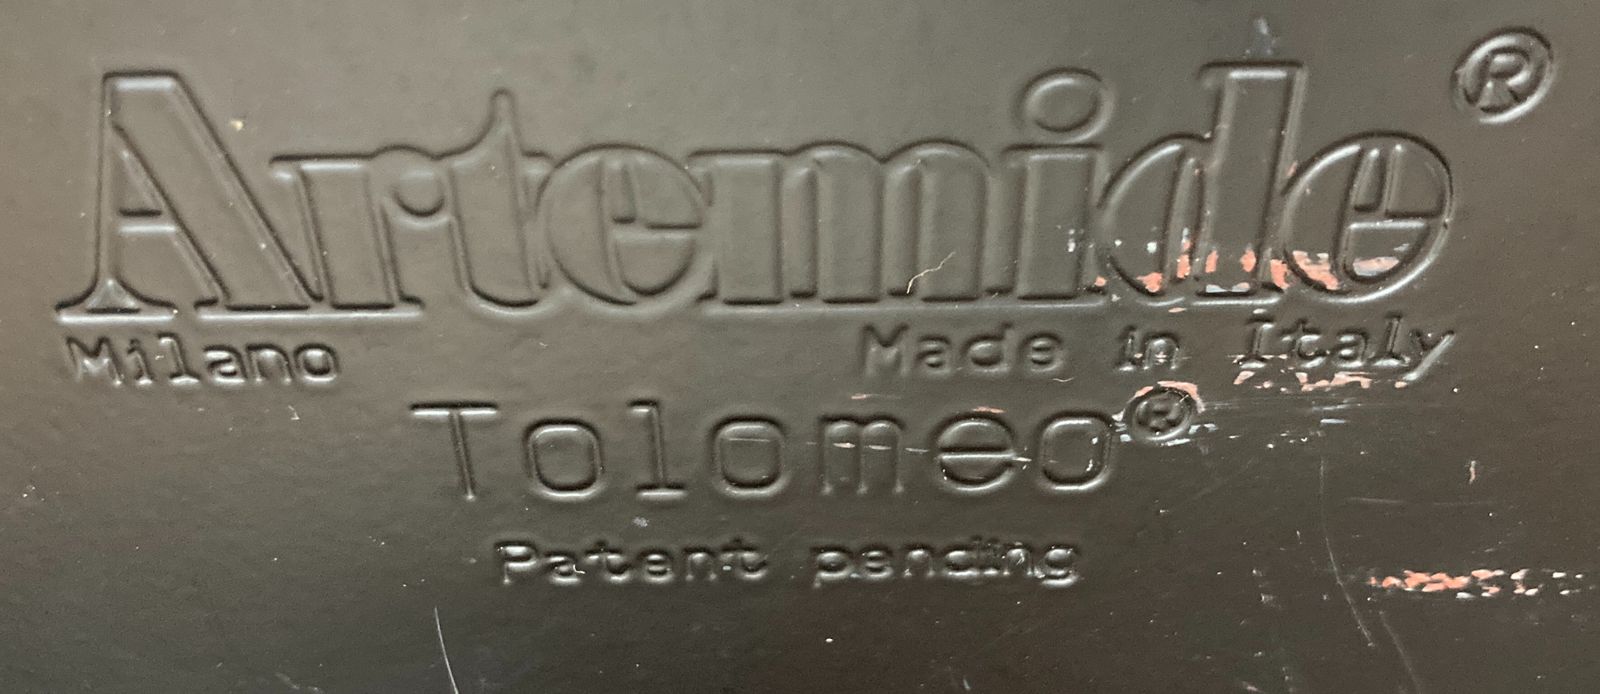 Artemide®
Milano Made in Italy
Tolomeo®
Patent pending